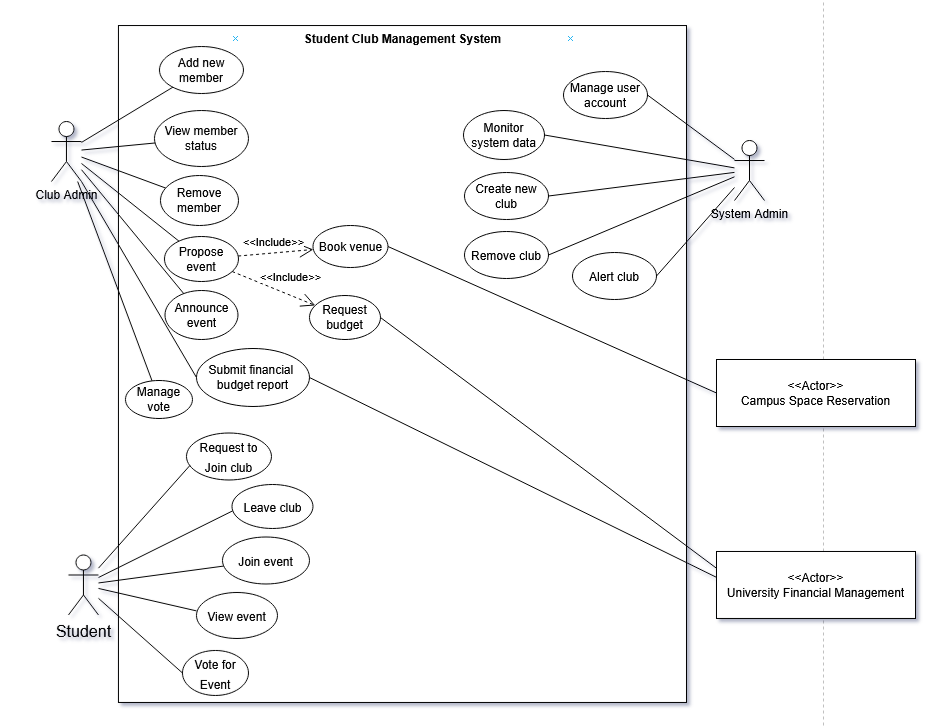 Student Club Management System
Add new
member
Manage user
account
View member
status
Monitor
system data
Club Admin
Remove
member
Create new
club
System Admin
Propose
event
<<Include>>
Book venue
<<Include>>
Remove club
Alert club
Announce
event
Request
budget
Submit financial
budget report
Manage
vote
<<Actor>>
Campus Space Reservation
Request to
Join club
Leave club
Join event
<<Actor>>
University Financial Management
View event
Student
Vote for
Event